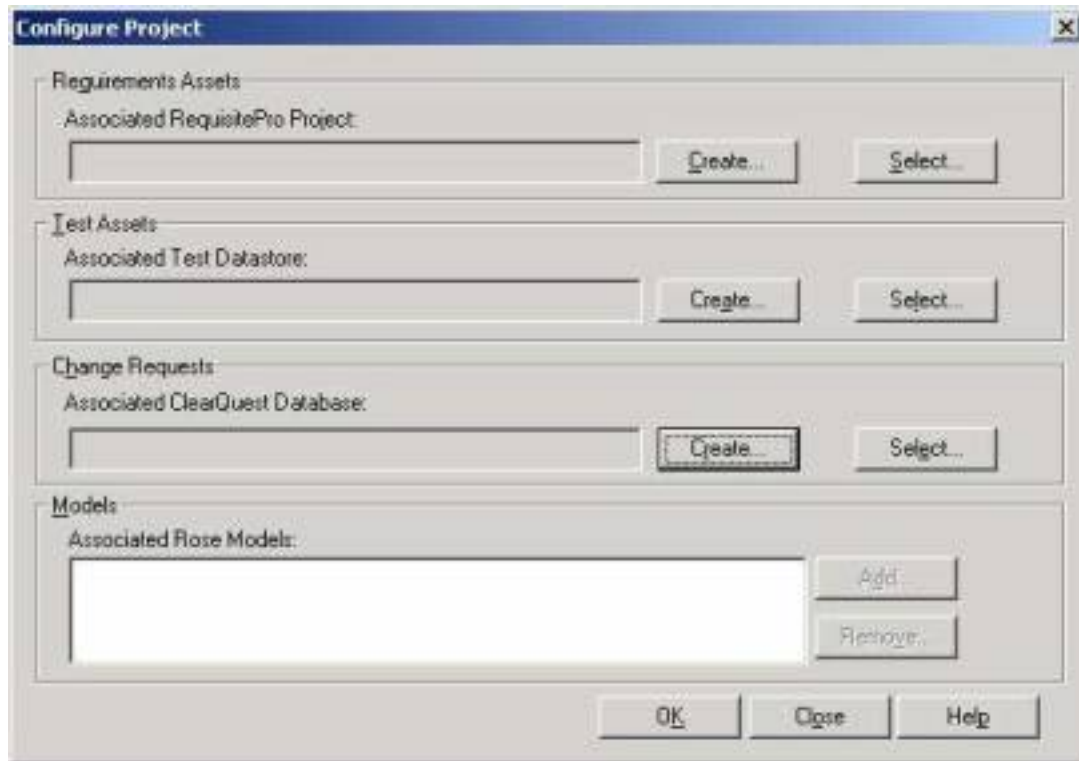 Configure Project
Requirements Assets
Associated RequisitePro Project:
Create...
Select...
Test Assets
Associated Test Datastore:
Create...
Select...
Change Requests
Associated ClearQuest Database:
Create...
Select...
Models
Associated Rose Models:
Add...
Remove...
OK
Close
Help